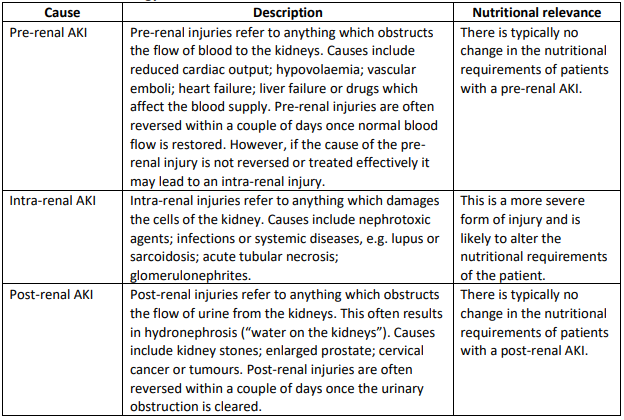 Cause Description Nutritional relevance
Pre-renal AKI Pre-renal injuries refer to anything which obstructs There is typically no
the flow of blood to the kidneys. Causes include change in the nutritional
reduced cardiac output; hypovolaemia; vascular requirements of patients
emboli; heart failure; liver failure or drugs which with a pre-renal AKI.
affect the blood supply. Pre-renal injuries are often
reversed within a couple of days once normal blood
flow is restored. However, if the cause of the pre-
renal injury is not reversed or treated effectively it
may lead to an intra-renal injury.
Intra-renal AKI Intra-renal injuries refer to anything which damages This is a more severe
the cells of the kidney. Causes include nephrotoxic form of injury and is
agents; infections or systemic diseases, e.g. lupus or likely to alter the
sarcoidosis; acute tubular necrosis; nutritional requirements
glomerulonephrites. of the patient.
Post-renal AKI Post-renal injuries refer to anything which obstructs There is typically no
the flow of urine from the kidneys. This often results change in the nutritional
in hydronephrosis (“water on the kidneys”). Causes requirements of patients
include kidney stones; enlarged prostate; cervical with a post-renal AKI.
cancer or tumours. Post-renal injuries are often
reversed within a couple of days once the urinary
obstruction is cleared.